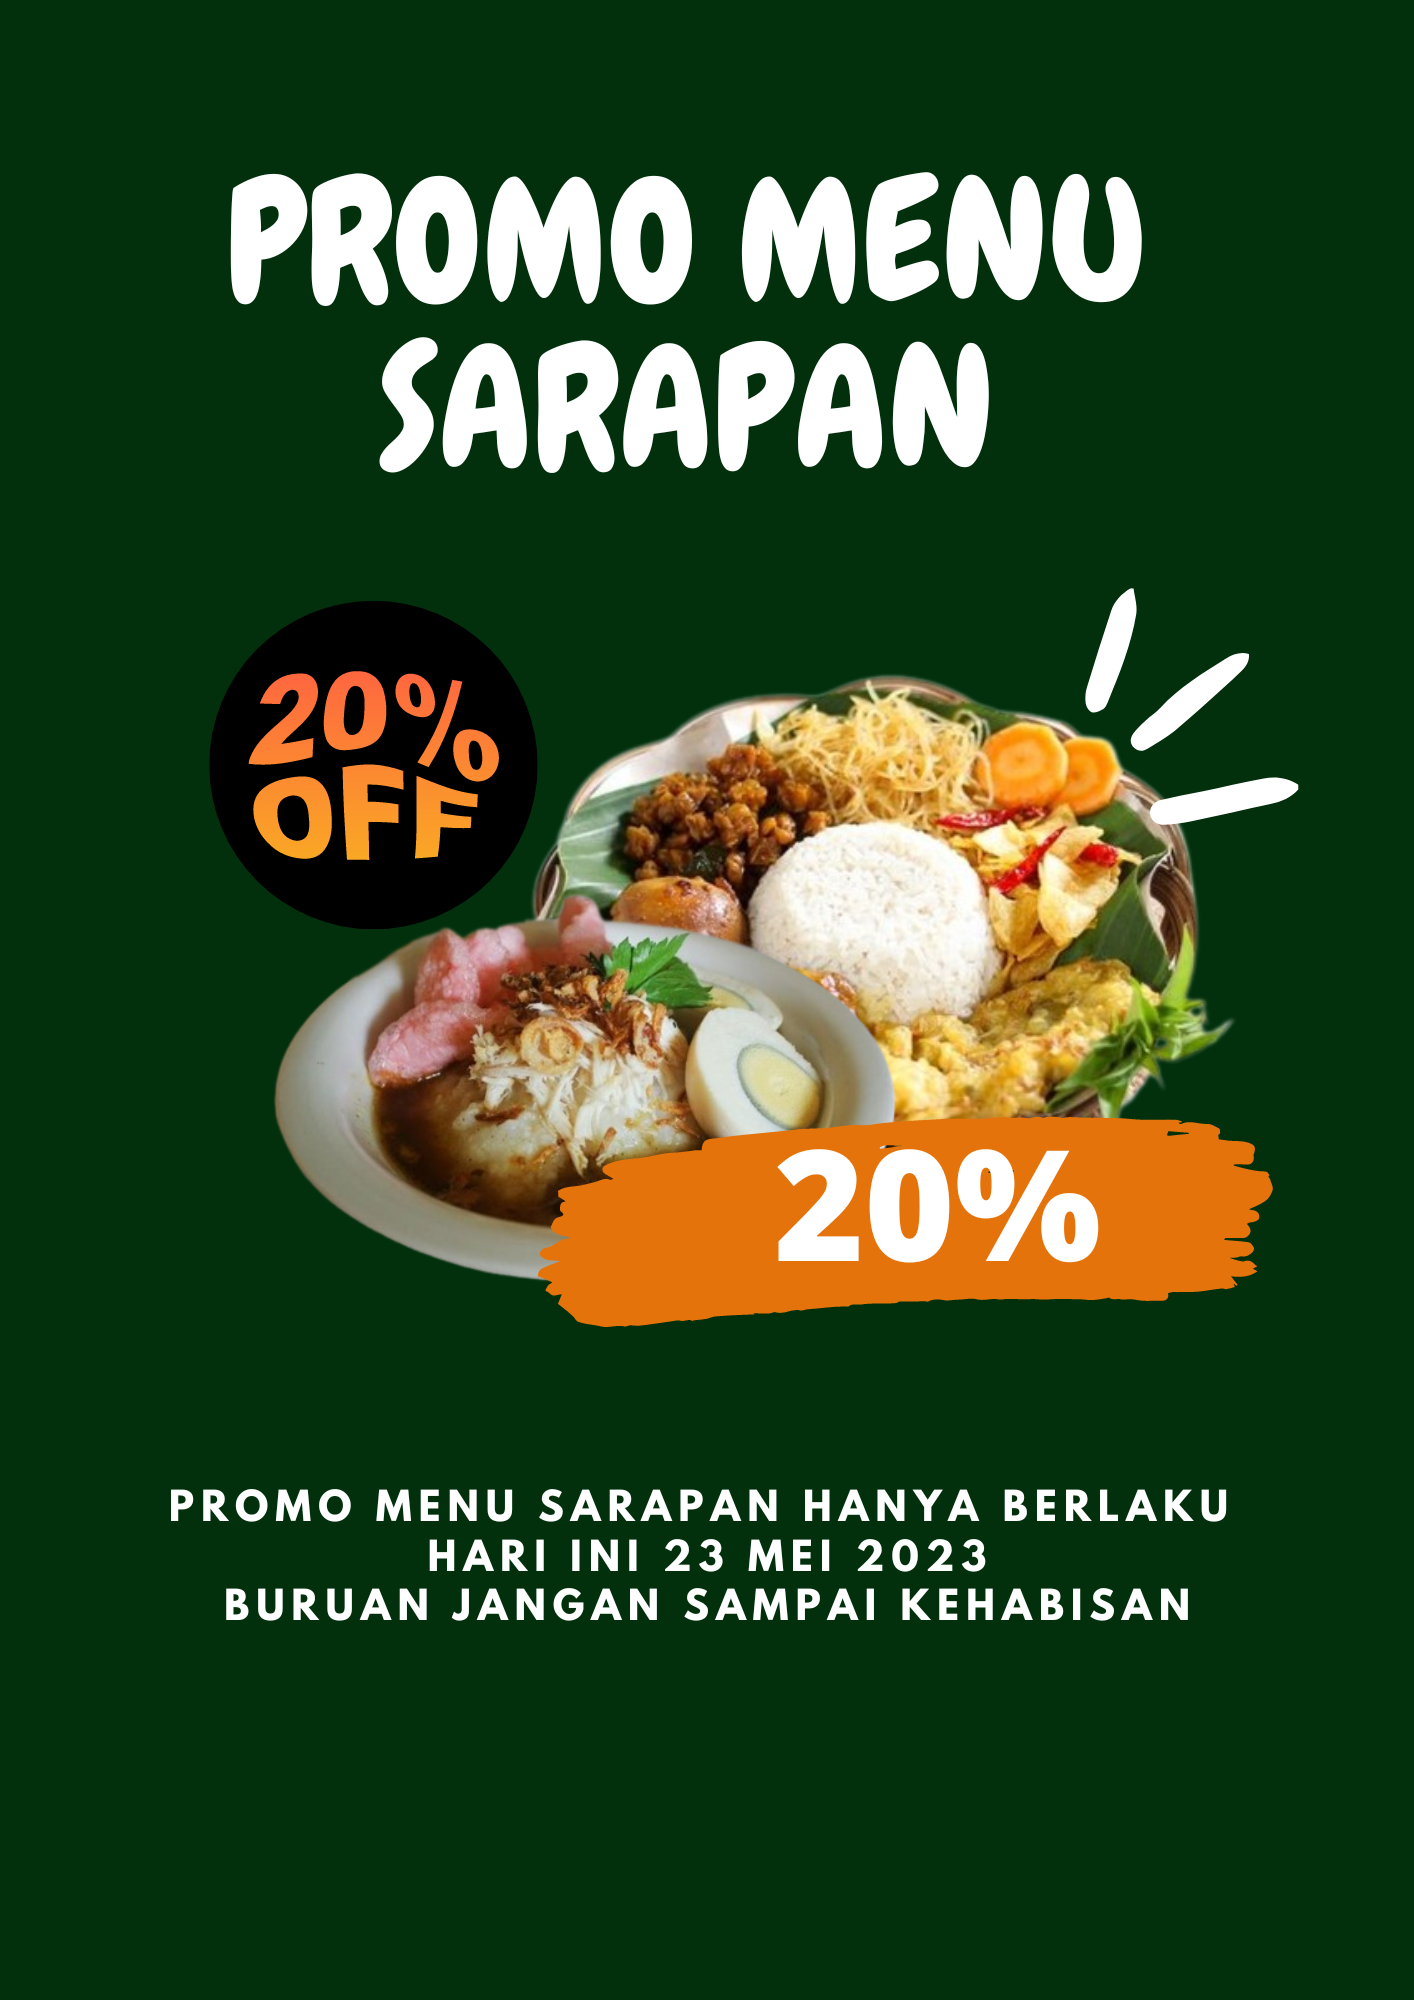 PROMO MENU
SARAPAN
20%
OFF
20%
PROMO MENU SARAPAN HANYA BERLAKU
HARI INI 23 MEI 2023
BURUAN JANGAN SAMPAI KEHABISAN